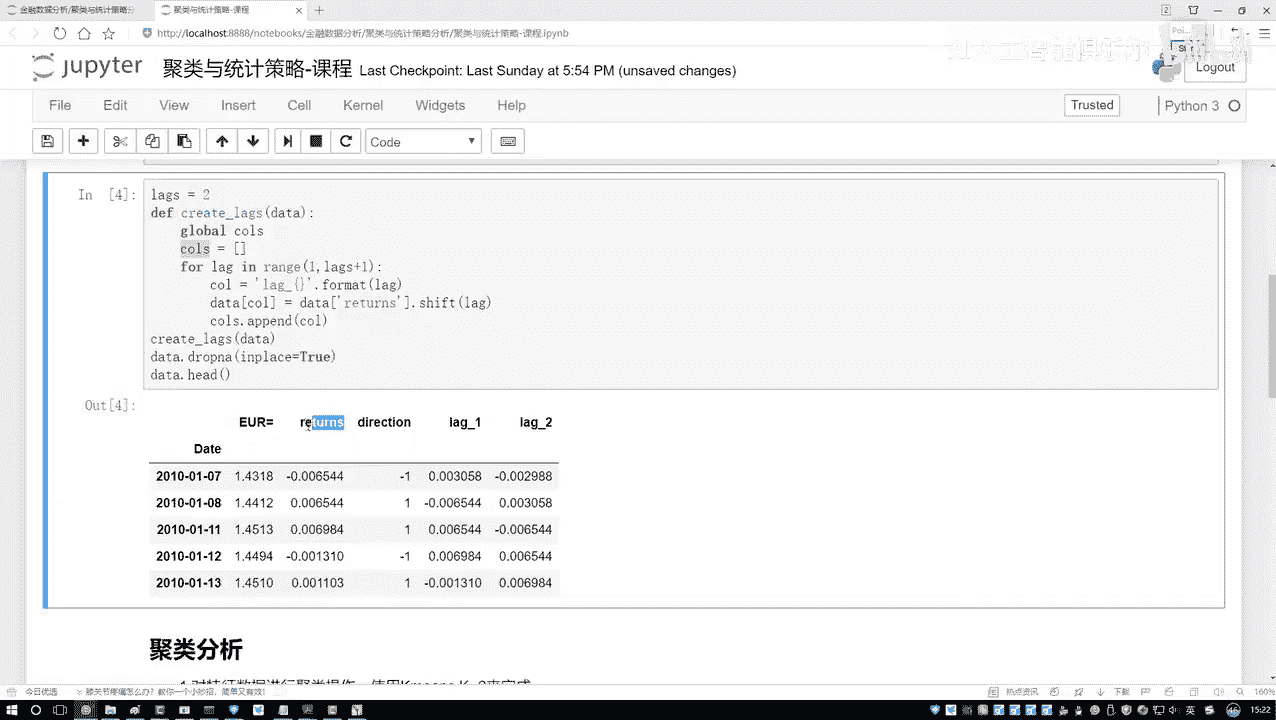 金融数据分析/聚类与统计策略分
聚类与统计策略-课程
http://localhost:8888/notebooks/金融数据分析/聚类与统计策略分析/聚类与统计策略-课程.ipynb
jupyter 聚类与统计策略-课程 Last Checkpoint: Last Sunday at 5:54 PM (unsaved changes)
Logout
File Edit View Insert Cell Kernel Widgets Help Trusted Python 3
Code
In [4]:
lags = 2
def create_lags(data):
    global cols
    cols = []
    for lag in range(1,lags+1):
        col = 'lag_{}'.format(lag)
        data[col] = data['returns'].shift(lag)
        cols.append(col)
create_lags(data)
data.dropna(inplace=True)
data.head()
Out[4]:
EUR= returns direction lag_1 lag_2
Date
2010-01-07 1.4318 -0.006544 -1 0.003058 -0.002988
2010-01-08 1.4412 0.006544 1 -0.006544 0.003058
2010-01-11 1.4513 0.006984 1 0.006544 -0.006544
2010-01-12 1.4494 -0.001310 -1 0.006984 0.006544
2010-01-13 1.4510 0.001103 1 -0.001310 0.006984
聚类分析
今日优选 膝关节疼痛怎么办？教你一个小妙招，简单又有效! 热点资讯 下载 160%
英 15:22